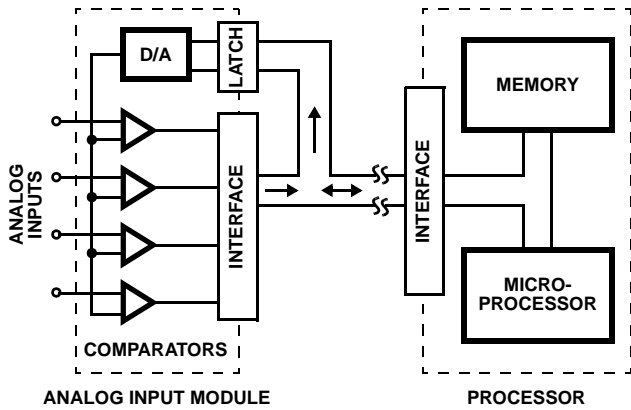 D/A
LATCH
MEMORY
ANALOG
INPUTS
INTERFACE
INTERFACE
MICRO-
PROCESSOR
COMPARATORS
ANALOG INPUT MODULE
PROCESSOR